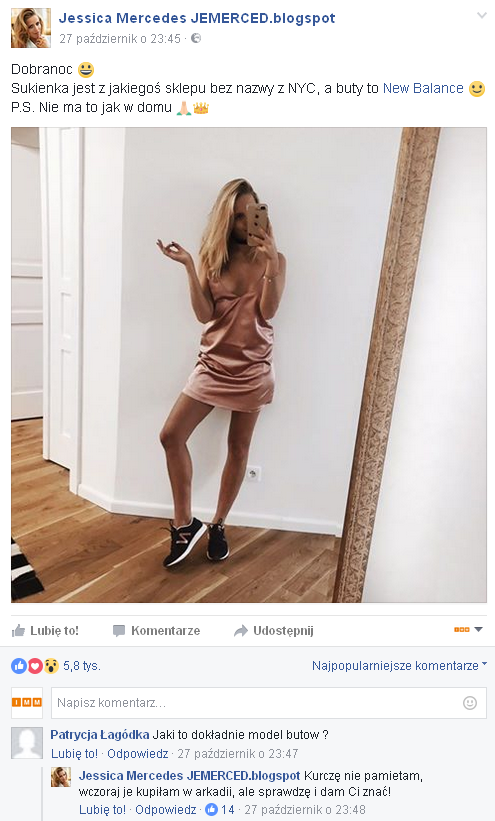 Jessica Mercedes JEMERCED.blogspot
27 październik o 23:45 ·
Dobranoc 😃
Sukienka jest z jakiegoś sklepu bez nazwy z NYC, a buty to New Balance 🙂
P.S. Nie ma to jak w domu 🙏🏻👑
Lubię to! Komentarze Udostępnij
5,8 tys. Najpopularniejsze komentarze
IMM Napisz komentarz...
Patrycja Łagódka Jaki to dokładnie model butow ?
Lubię to! · Odpowiedz · 27 październik o 23:47
Jessica Mercedes JEMERCED.blogspot Kurczę nie pamietam,
wczoraj je kupiłam w arkadii, ale sprawdzę i dam Ci znać!
Lubię to! · Odpowiedz · 14 · 27 październik o 23:48